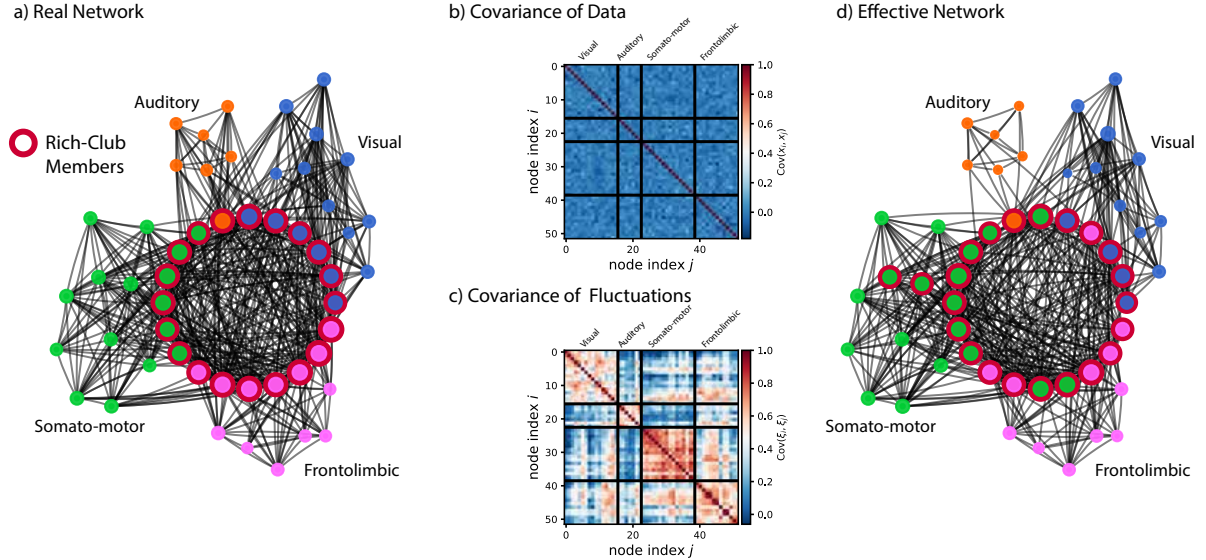 a) Real Network
Auditory
Visual
Rich-Club
Members
Somato-motor
Frontolimbic
b) Covariance of Data
Visual
Auditory
Somato-motor
Frontolimbic
0
10
20
30
40
50
node index i
0
20
40
node index j
1.0
0.8
0.6
0.4
0.2
0.0
Cov(xᵢ, xⱼ)
c) Covariance of Fluctuations
Visual
Auditory
Somato-motor
Frontolimbic
0
10
20
30
40
50
node index i
0
20
40
node index j
1.0
0.8
0.6
0.4
0.2
0.0
Cov(ξᵢ, ξⱼ)
d) Effective Network
Auditory
Visual
Somato-motor
Frontolimbic